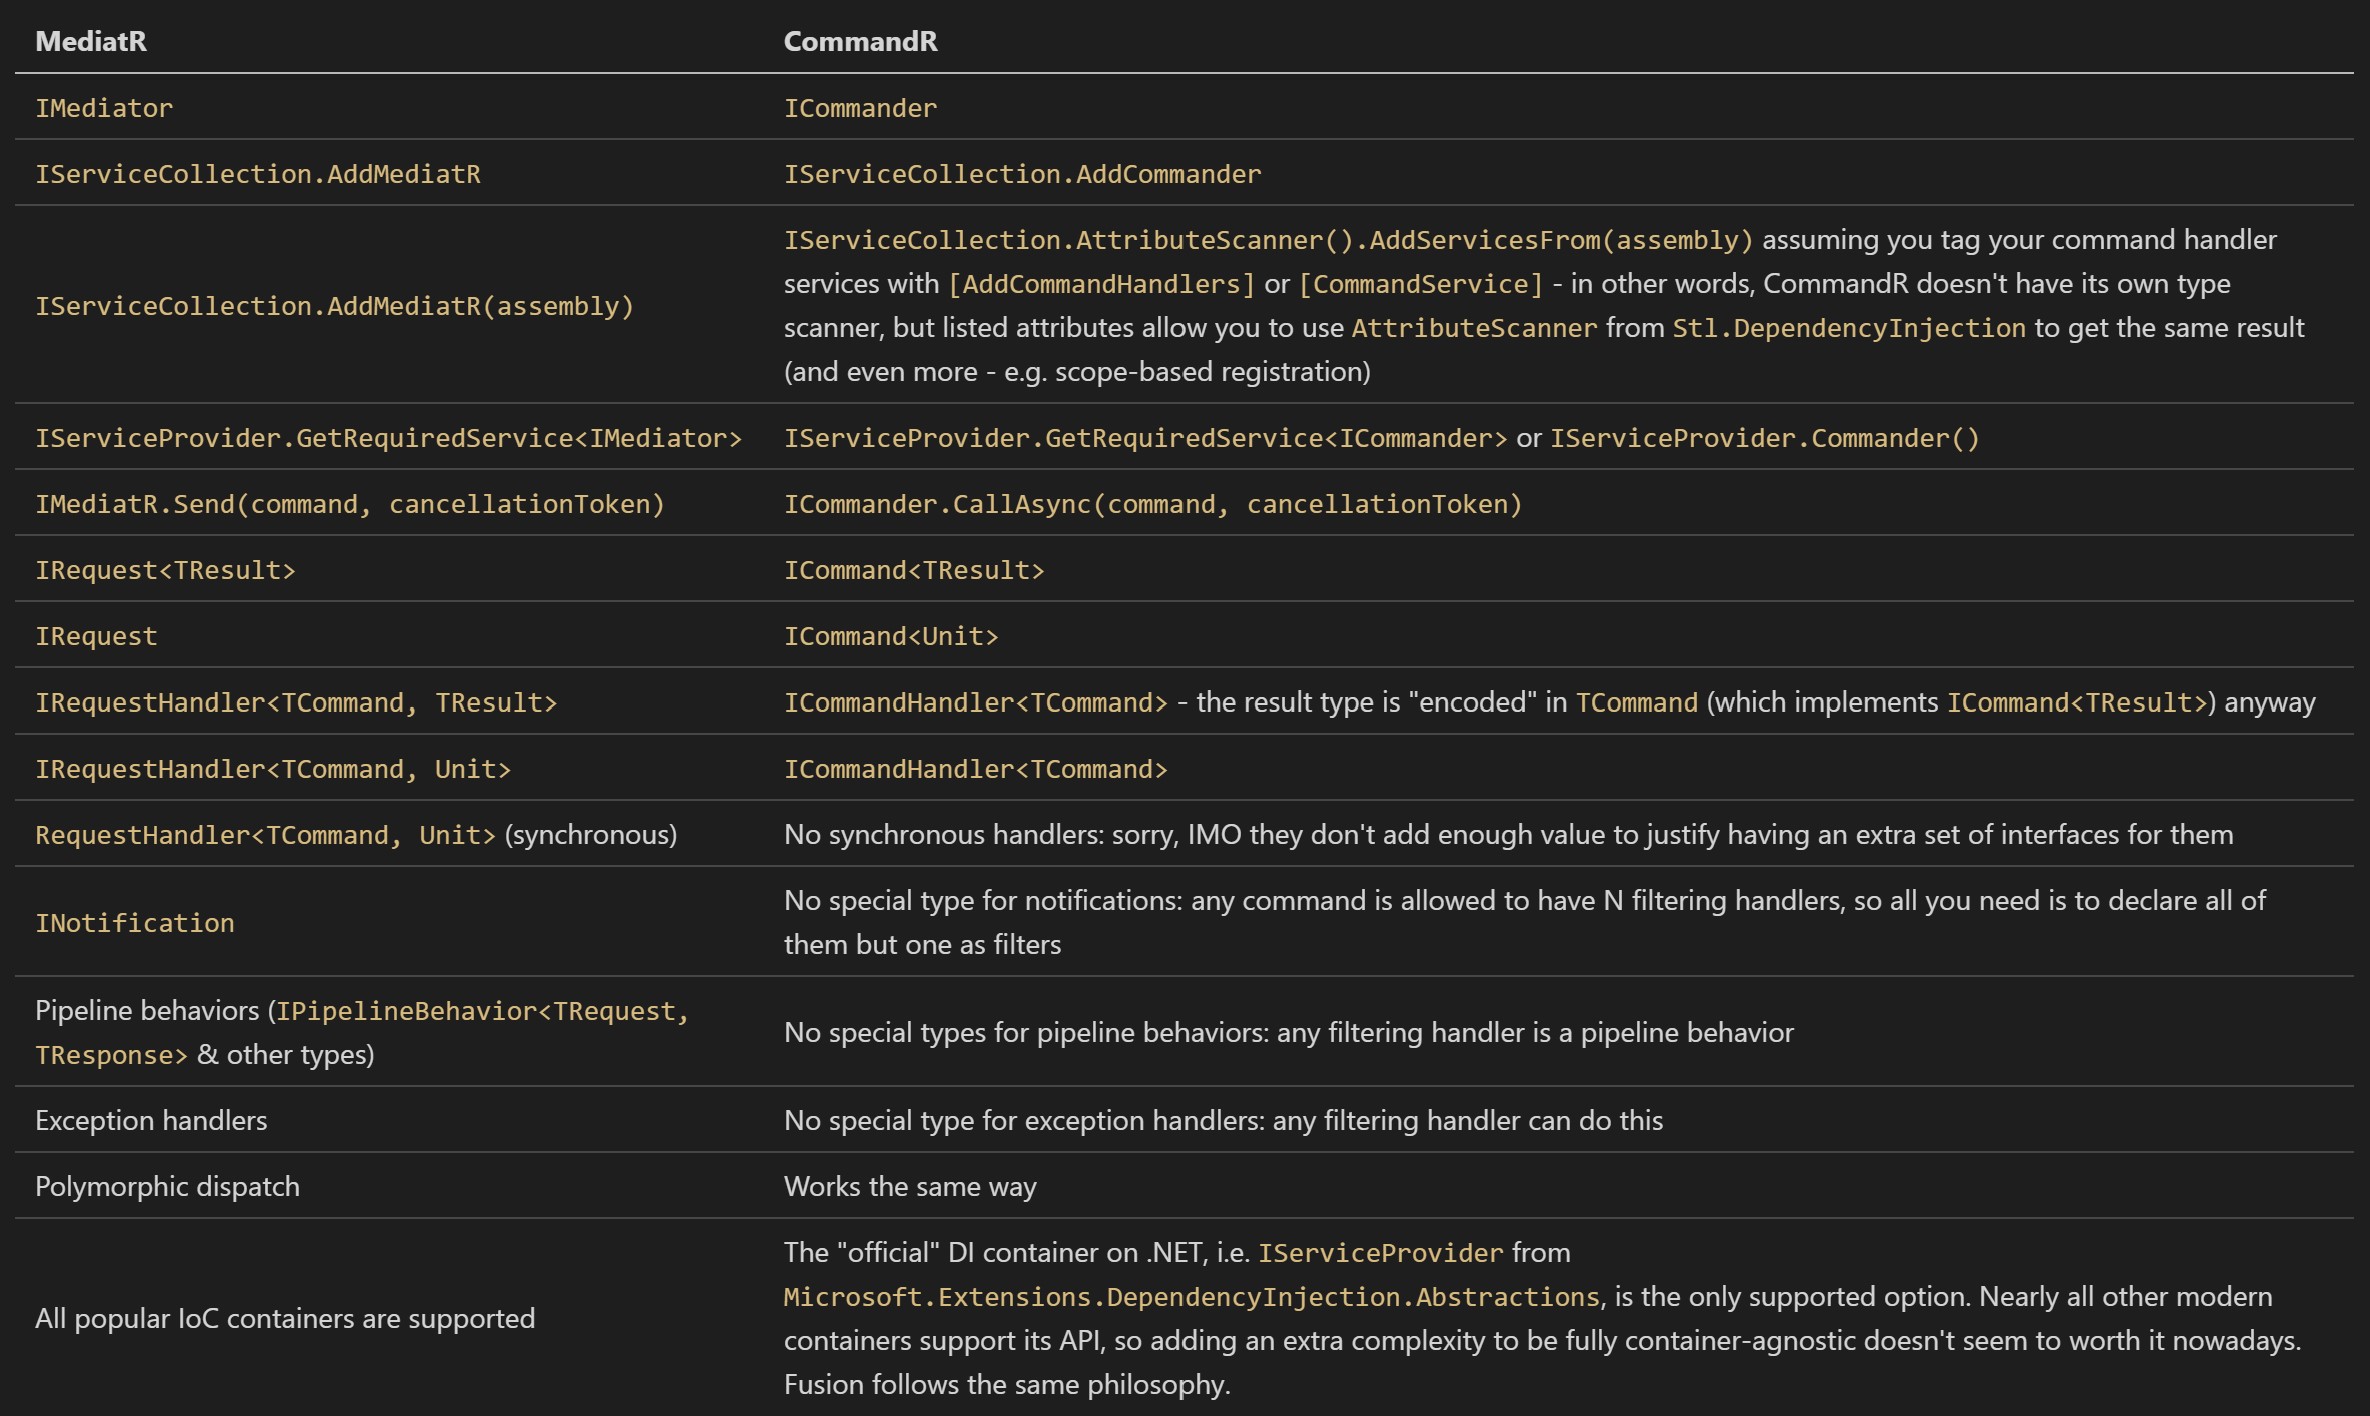 MediatR CommandR
IMediator ICommander
IServiceCollection.AddMediatR IServiceCollection.AddCommander
IServiceCollection.AddMediatR(assembly)
IServiceCollection.AttributeScanner().AddServicesFrom(assembly) assuming you tag your command handler
services with [AddCommandHandlers] or [CommandService] - in other words, CommandR doesn't have its own type
scanner, but listed attributes allow you to use AttributeScanner from Stl.DependencyInjection to get the same result
(and even more - e.g. scope-based registration)
IServiceProvider.GetRequiredService<IMediator> IServiceProvider.GetRequiredService<ICommander> or IServiceProvider.Commander()
IMediatR.Send(command, cancellationToken) ICommander.CallAsync(command, cancellationToken)
IRequest<TResult> ICommand<TResult>
IRequest ICommand<Unit>
IRequestHandler<TCommand, TResult> ICommandHandler<TCommand> - the result type is "encoded" in TCommand (which implements ICommand<TResult>) anyway
IRequestHandler<TCommand, Unit> ICommandHandler<TCommand>
RequestHandler<TCommand, Unit> (synchronous) No synchronous handlers: sorry, IMO they don't add enough value to justify having an extra set of interfaces for them
INotification
No special type for notifications: any command is allowed to have N filtering handlers, so all you need is to declare all of
them but one as filters
Pipeline behaviors (IPipelineBehavior<TRequest,
TResponse> & other types)
No special types for pipeline behaviors: any filtering handler is a pipeline behavior
Exception handlers No special type for exception handlers: any filtering handler can do this
Polymorphic dispatch Works the same way
All popular IoC containers are supported
The "official" DI container on .NET, i.e. IServiceProvider from
Microsoft.Extensions.DependencyInjection.Abstractions, is the only supported option. Nearly all other modern
containers support its API, so adding an extra complexity to be fully container-agnostic doesn't seem to worth it nowadays.
Fusion follows the same philosophy.